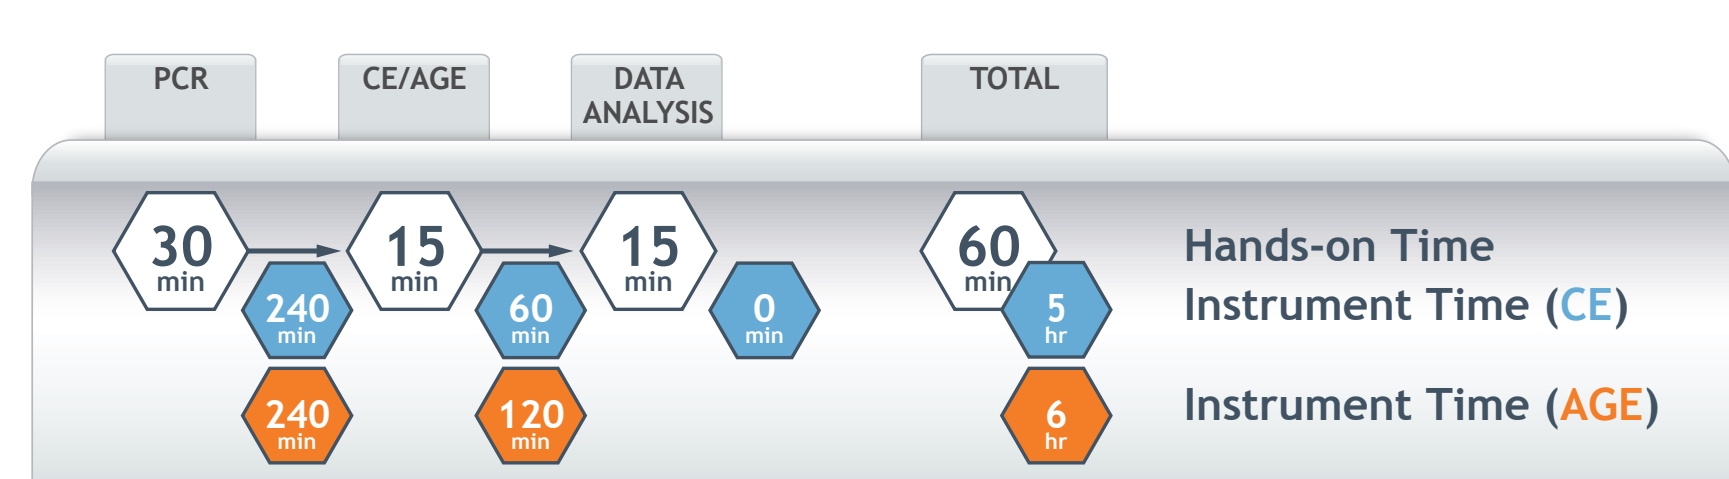 PCR
CE/AGE
DATA
ANALYSIS
TOTAL
30
min
15
min
15
min
60
min
Hands-on Time
240
min
60
min
0
min
5
hr
Instrument Time (CE)
240
min
120
min
6
hr
Instrument Time (AGE)